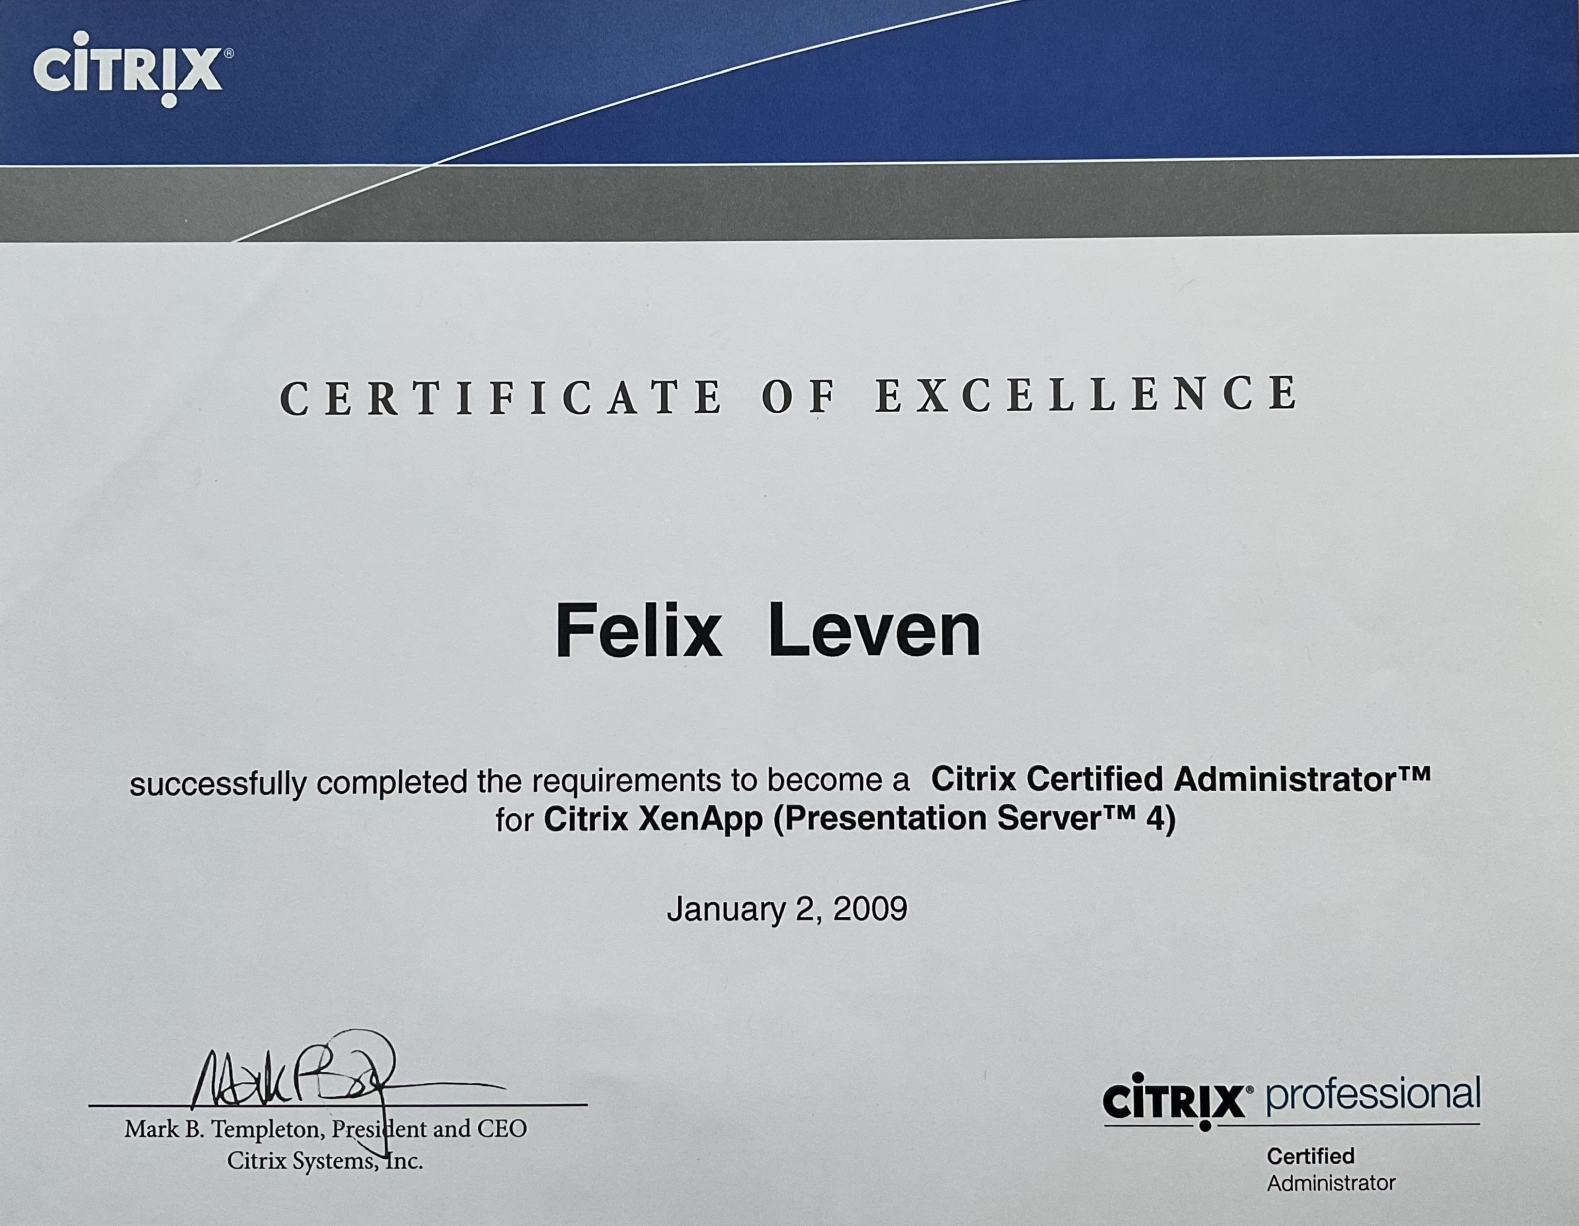 CITRIX®
CERTIFICATE OF EXCELLENCE
Felix Leven
successfully completed the requirements to become a Citrix Certified Administrator™
for Citrix XenApp (Presentation Server™ 4)
January 2, 2009
Mark B. Templeton, President and CEO
Citrix Systems, Inc.
CITRIX® professional
Certified
Administrator